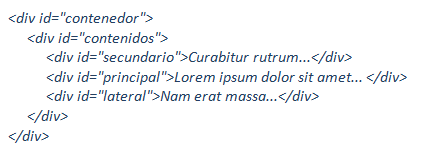 <div id="contenedor">
<div id="contenidos">
<div id="secundario">Curabitur rutrum...</div>
<div id="principal">Lorem ipsum dolor sit amet... </div>
<div id="lateral">Nam erat massa...</div>
</div>
</div>